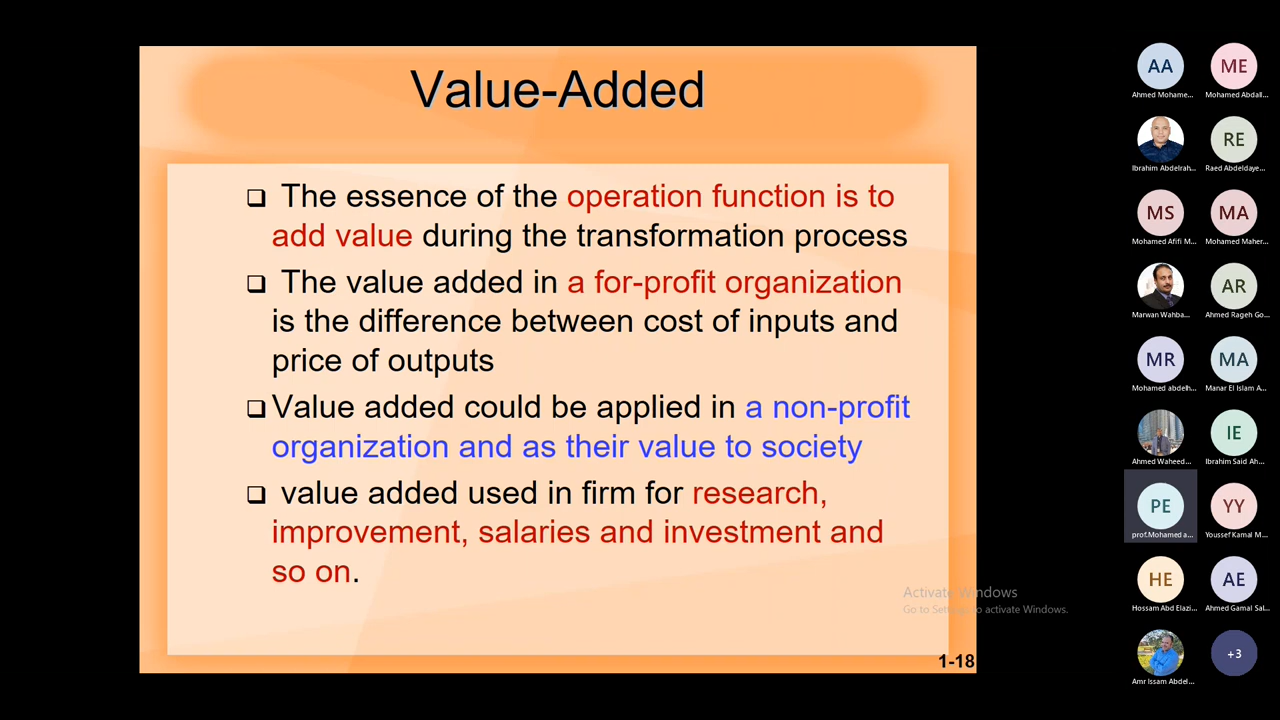 Value-Added
The essence of the operation function is to
add value during the transformation process
The value added in a for-profit organization
is the difference between cost of inputs and
price of outputs
Value added could be applied in a non-profit
organization and as their value to society
value added used in firm for research,
improvement, salaries and investment and
so on.
1-18
Activate Windows
Go to Settings to activate Windows.
AA
Ahmed Mohame...
ME
Mohamed Abdall...
Ibrahim Abdelrah...
RE
Raed Abdeldaye...
MS
Mohamed Afifi M...
MA
Mohamed Maher...
Marwan Wahba...
AR
Ahmed Rageh Go...
MR
Mohamed abdelh...
MA
Manar El Islam A...
Ahmed Waheed...
IE
Ibrahim Said Ah...
PE
prof.Mohamed a...
YY
Youssef Kamal M...
HE
Hossam Abd Elazi...
AE
Ahmed Gamal Sal...
Amr Issam Abdel...
+3